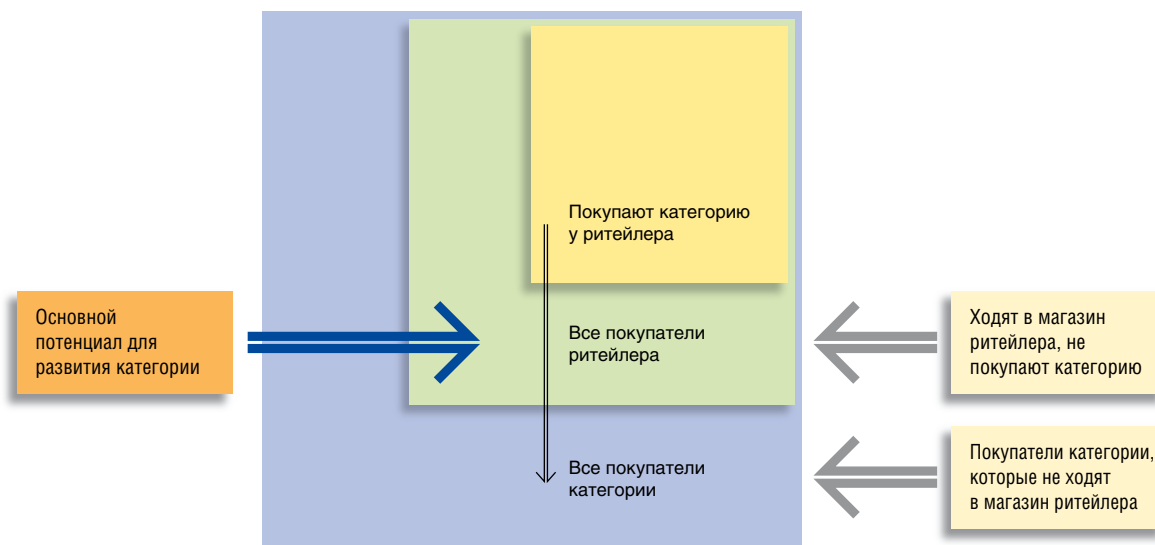 Покупают категорию
у ритейлера
Основной
потенциал для
развития категории
Все покупатели
ритейлера
Ходят в магазин
ритейлера, не
покупают категорию
Все покупатели
категории
Покупатели категории,
которые не ходят
в магазин ритейлера